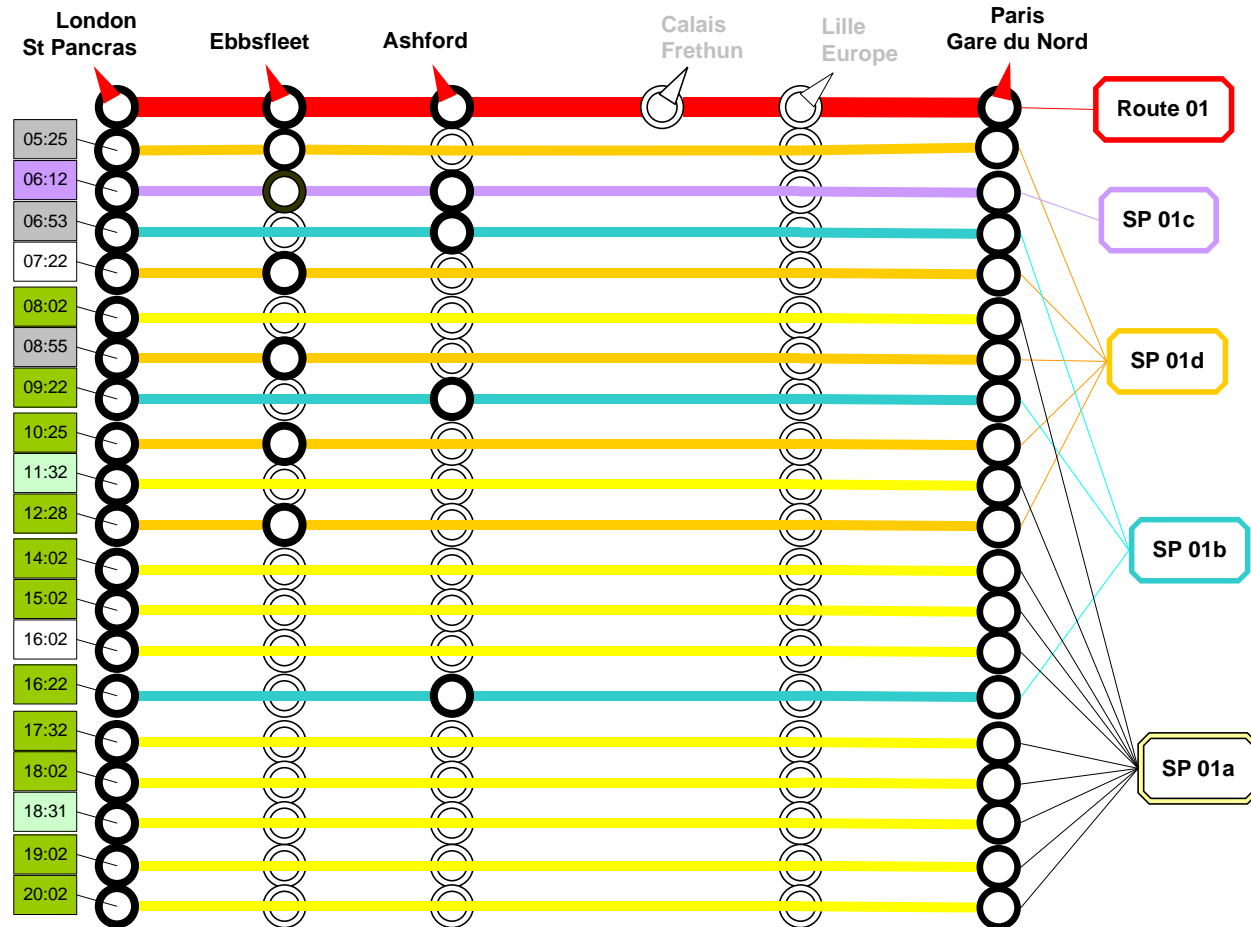 London
St Pancras
Ebbsfleet
Ashford
Calais
Frethun
Lille
Europe
Paris
Gare du Nord
Route 01
05:25
06:12
06:53
07:22
08:02
08:55
09:22
10:25
11:32
12:28
14:02
15:02
16:02
16:22
17:32
18:02
18:31
19:02
20:02
SP 01c
SP 01d
SP 01b
SP 01a